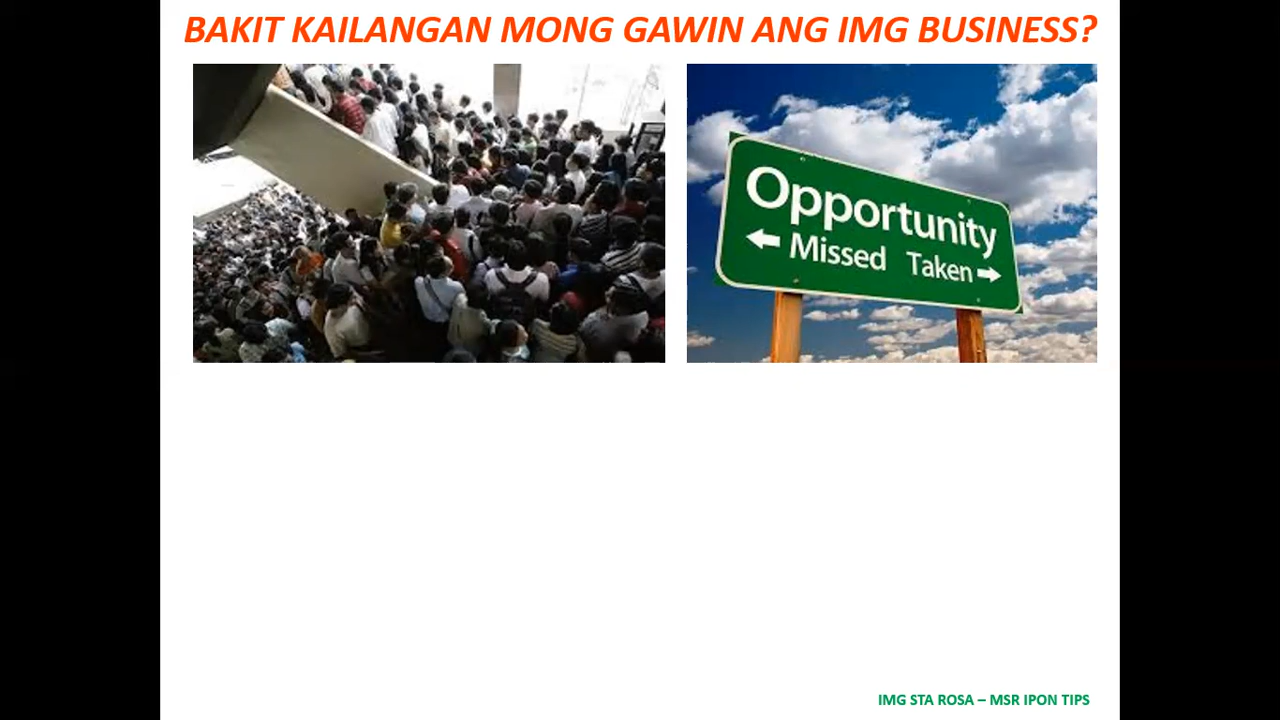 BAKIT KAILANGAN MONG GAWIN ANG IMG BUSINESS?
Opportunity
Missed Taken
IMG STA ROSA – MSR IPON TIPS